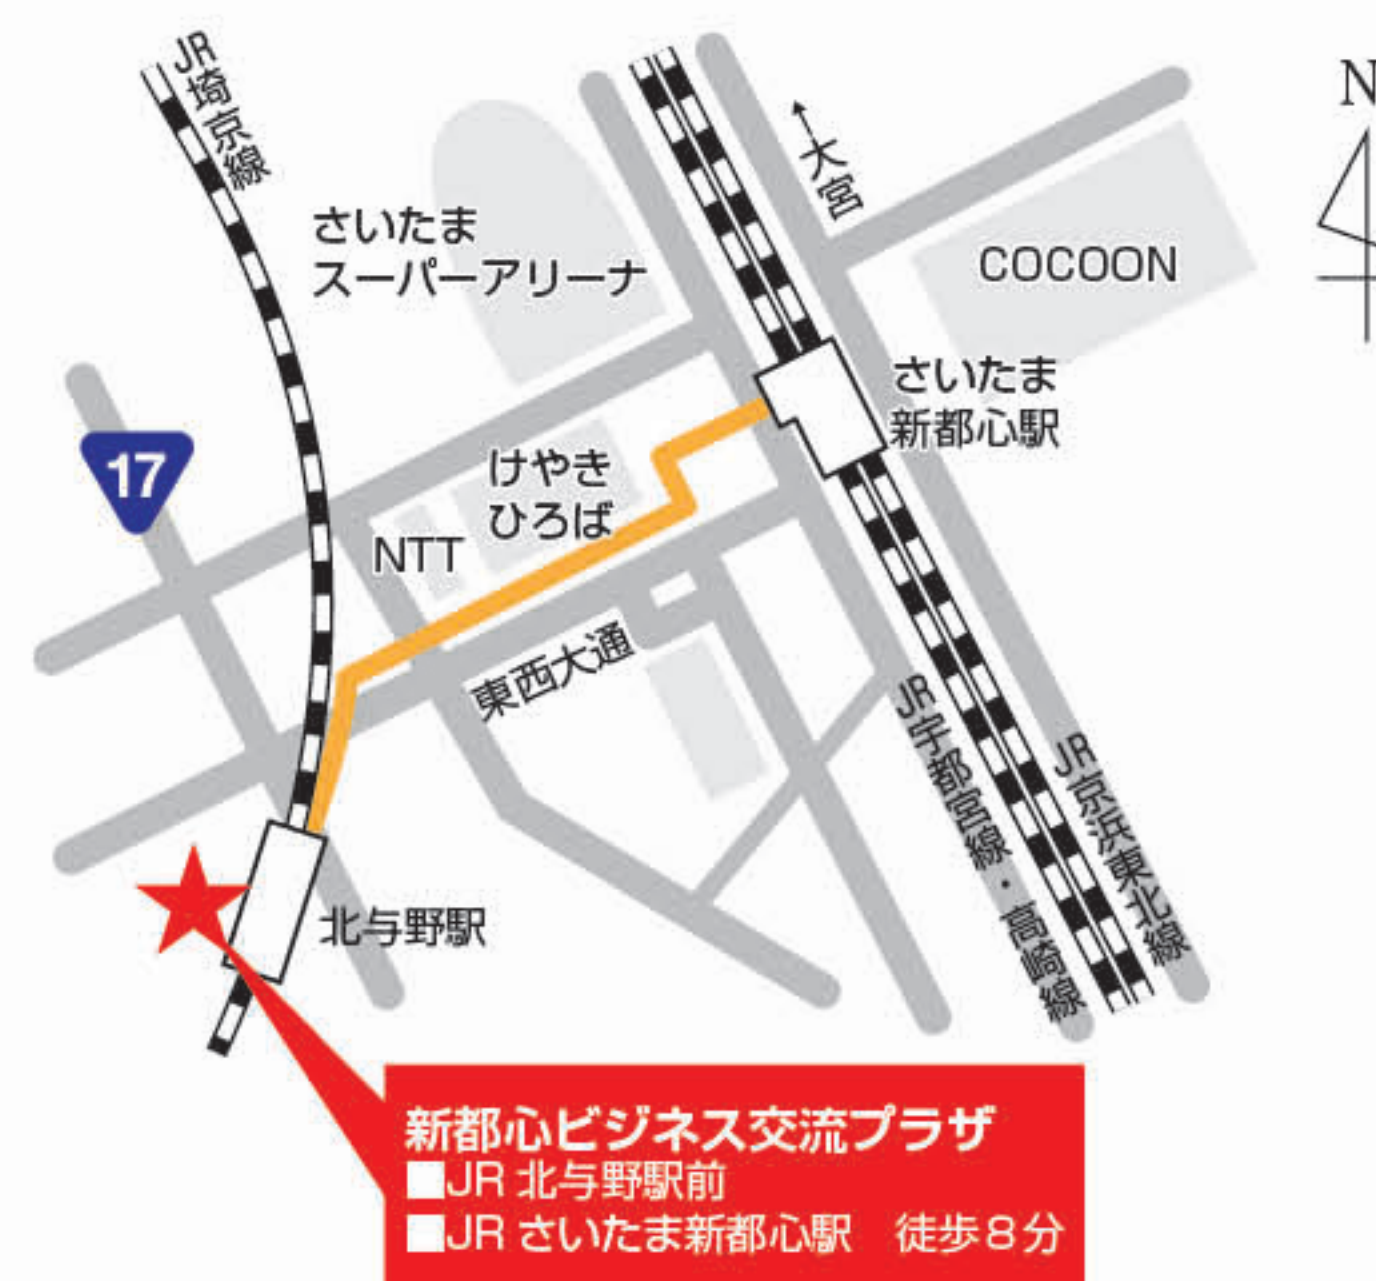 JR埼京線
N
大宮
さいたま
スーパーアリーナ
COCOON
さいたま
新都心駅
17
けやき
ひろば
NTT
東西大通
JR宇都宮線・高崎線
JR京浜東北線
北与野駅
新都心ビジネス交流プラザ
■JR 北与野駅前
■JR さいたま新都心駅　徒歩8分